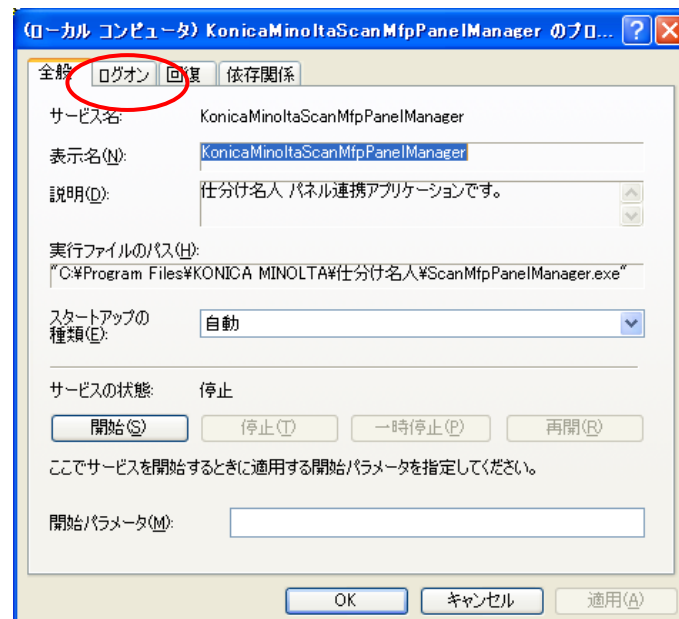 (ローカル コンピュータ) KonicaMinoltaScanMfpPanelManager のプロ...
全般 ログオン 回復 依存関係
サービス名: KonicaMinoltaScanMfpPanelManager
表示名(N): KonicaMinoltaScanMfpPanelManager
説明(D): 仕分け名人 パネル連携アプリケーションです。
実行ファイルのパス(H):
"C:¥Program Files¥KONICA MINOLTA¥仕分け名人¥ScanMfpPanelManager.exe"
スタートアップの
種類(E): 自動
サービスの状態: 停止
開始(S) 停止(T) 一時停止(P) 再開(R)
ここでサービスを開始するときに適用する開始パラメータを指定してください。
開始パラメータ(M):
OK キャンセル 適用(A)